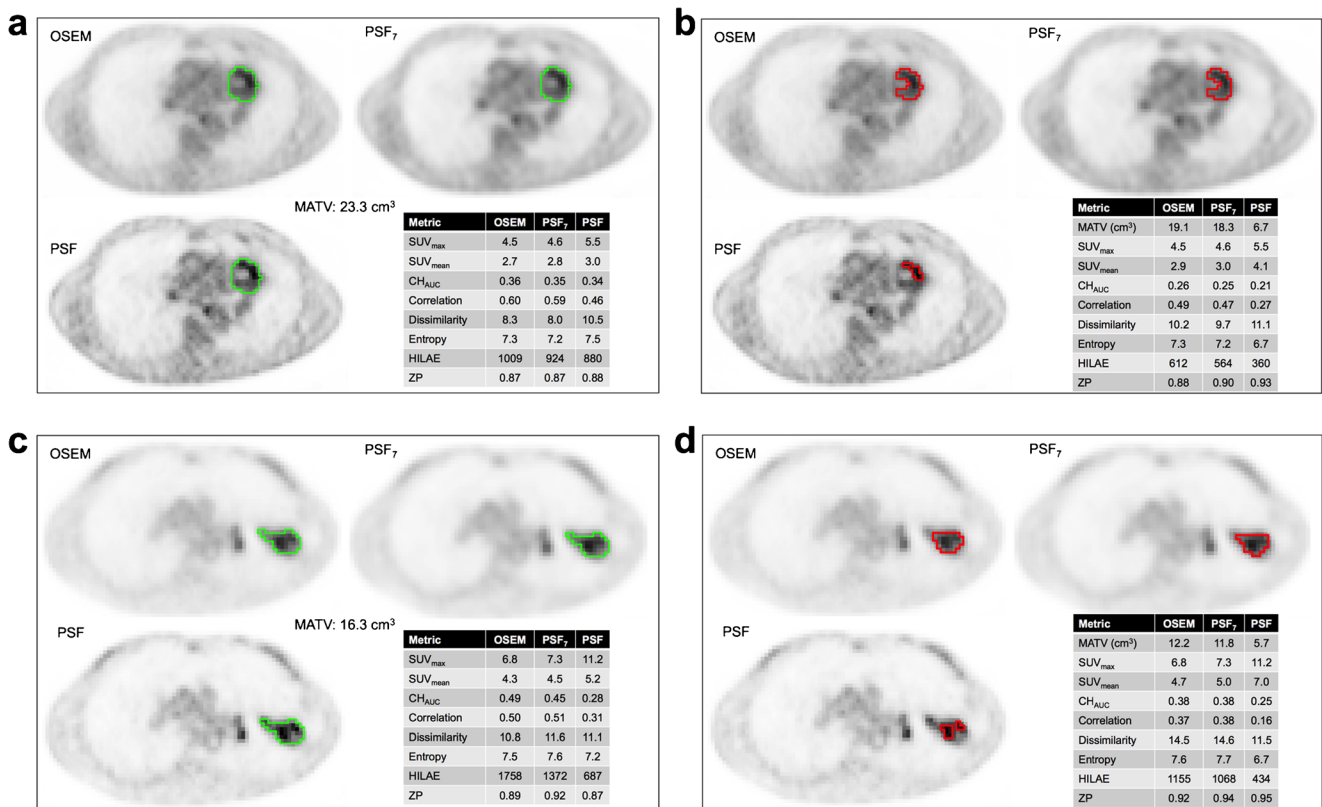 a
OSEM
PSF7
MATV: 23.3 cm3
PSF
Metric OSEM PSF7 PSF
SUVmax 4.5 4.6 5.5
SUVmean 2.7 2.8 3.0
CHAUC 0.36 0.35 0.34
Correlation 0.60 0.59 0.46
Dissimilarity 8.3 8.0 10.5
Entropy 7.3 7.2 7.5
HILAE 1009 924 880
ZP 0.87 0.87 0.88
b
OSEM
PSF7
PSF
Metric OSEM PSF7 PSF
MATV (cm3) 19.1 18.3 6.7
SUVmax 4.5 4.6 5.5
SUVmean 2.9 3.0 4.1
CHAUC 0.26 0.25 0.21
Correlation 0.49 0.47 0.27
Dissimilarity 10.2 9.7 11.1
Entropy 7.3 7.2 6.7
HILAE 612 564 360
ZP 0.88 0.90 0.93
c
OSEM
PSF7
MATV: 16.3 cm3
PSF
Metric OSEM PSF7 PSF
SUVmax 6.8 7.3 11.2
SUVmean 4.3 4.5 5.2
CHAUC 0.49 0.45 0.28
Correlation 0.50 0.51 0.31
Dissimilarity 10.8 11.6 11.1
Entropy 7.5 7.6 7.2
HILAE 1758 1372 687
ZP 0.89 0.92 0.87
d
OSEM
PSF7
PSF
Metric OSEM PSF7 PSF
MATV (cm3) 12.2 11.8 5.7
SUVmax 6.8 7.3 11.2
SUVmean 4.7 5.0 7.0
CHAUC 0.38 0.38 0.25
Correlation 0.37 0.38 0.16
Dissimilarity 14.5 14.6 11.5
Entropy 7.6 7.7 6.7
HILAE 1155 1068 434
ZP 0.92 0.94 0.95